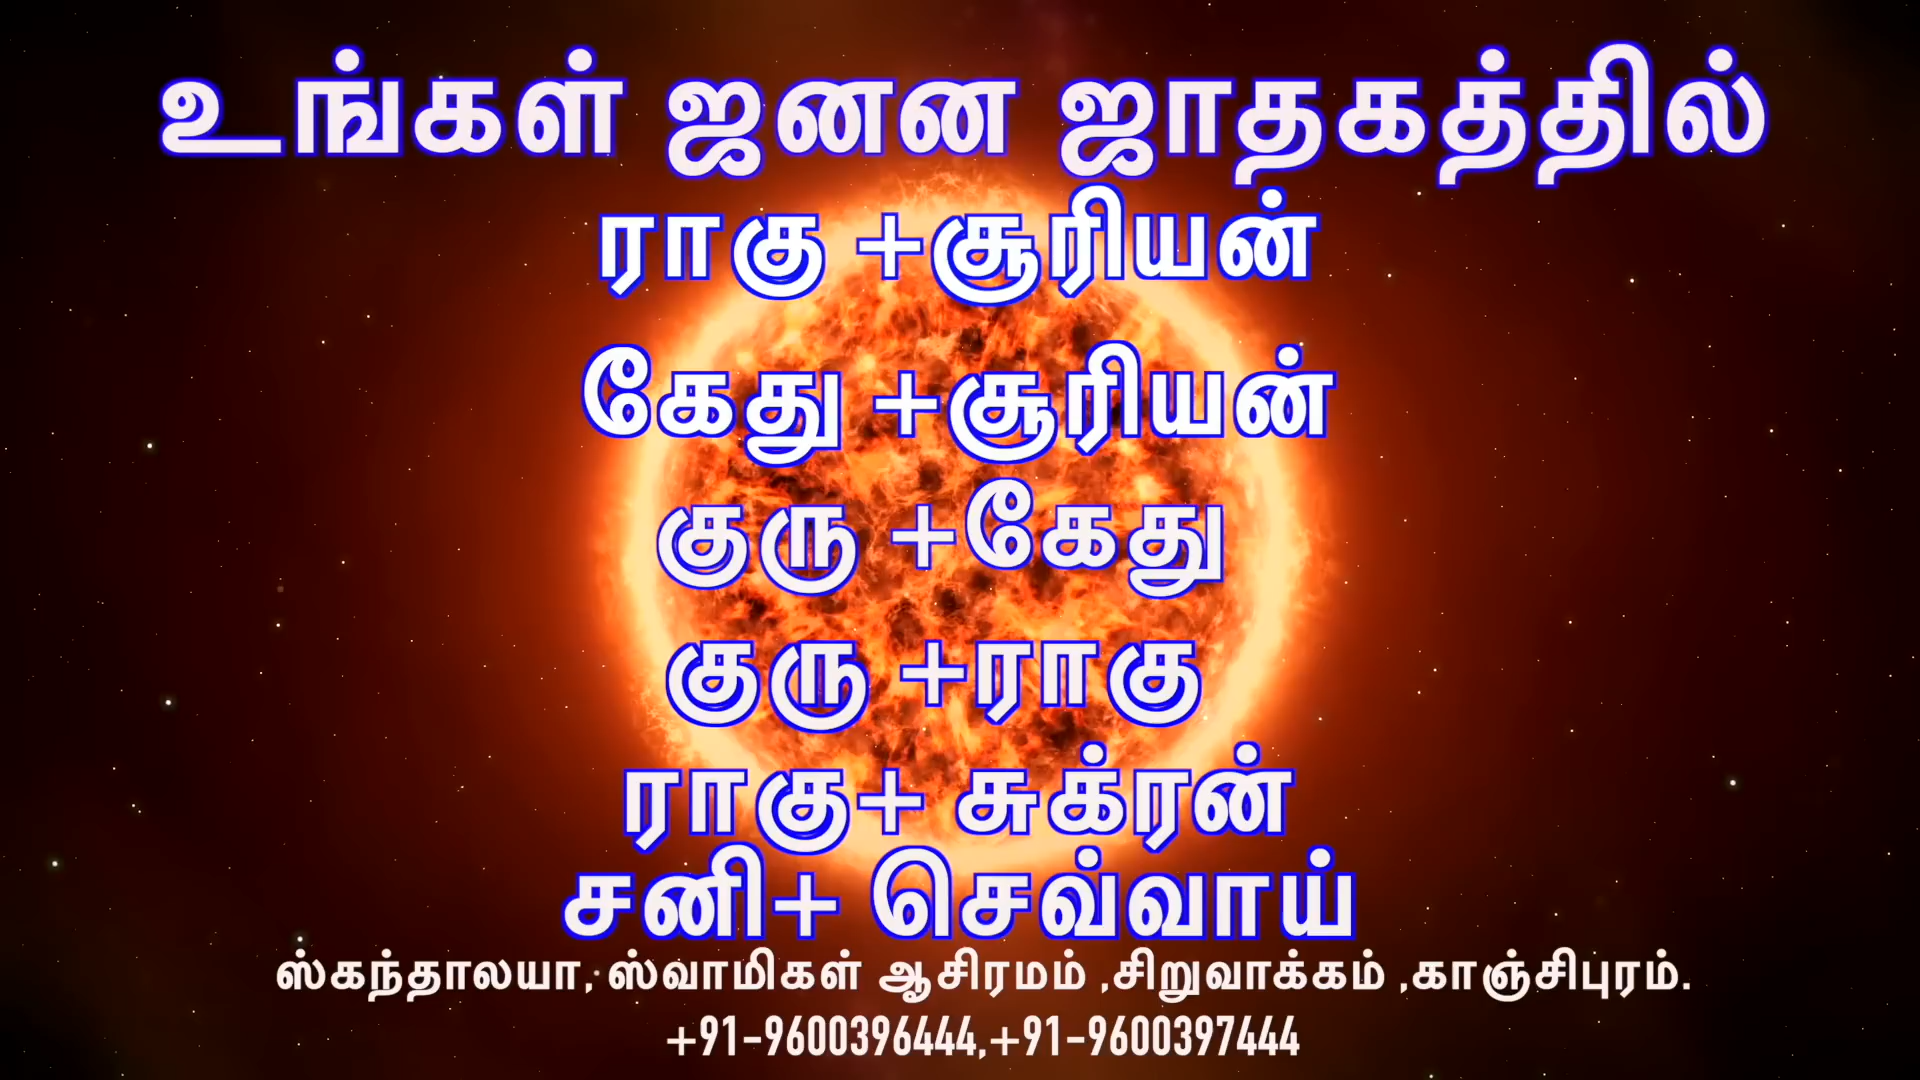 உங்கள் ஜனன ஜாதகத்தில்
ராகு +சூரியன்
கேது +சூரியன்
குரு +கேது
குரு +ராகு
ராகு+ சுக்ரன்
சனி+ செவ்வாய்
ஸ்கந்தாலயா, ஸ்வாமிகள் ஆசிரமம் ,சிறுவாக்கம் ,காஞ்சிபுரம்.
+91-9600396444,+91-9600397444